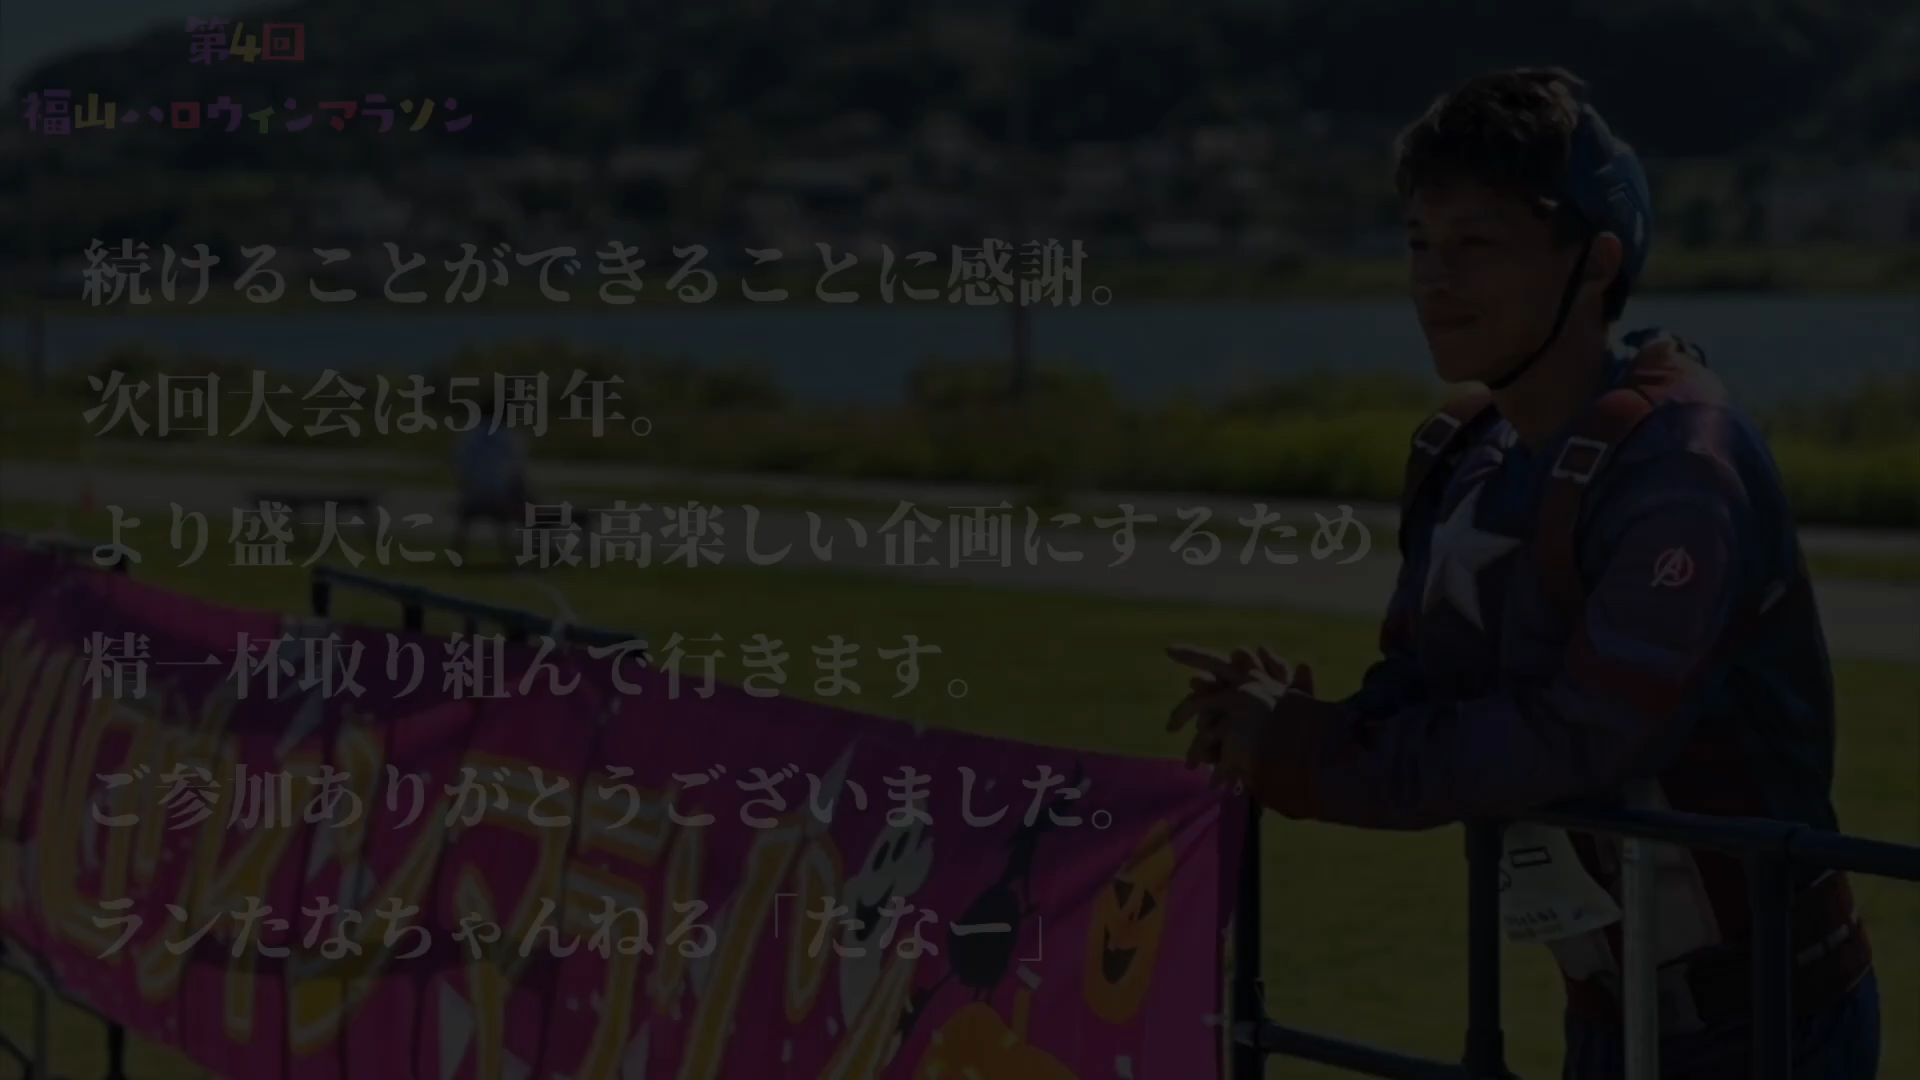 第4回
福山ハロウィンマラソン
続けることができることに感謝。
次回大会は5周年。
より盛大に、最高楽しい企画にするため
精一杯取り組んで行きます。
ご参加ありがとうございました。
ランたなちゃんねる「たなー」